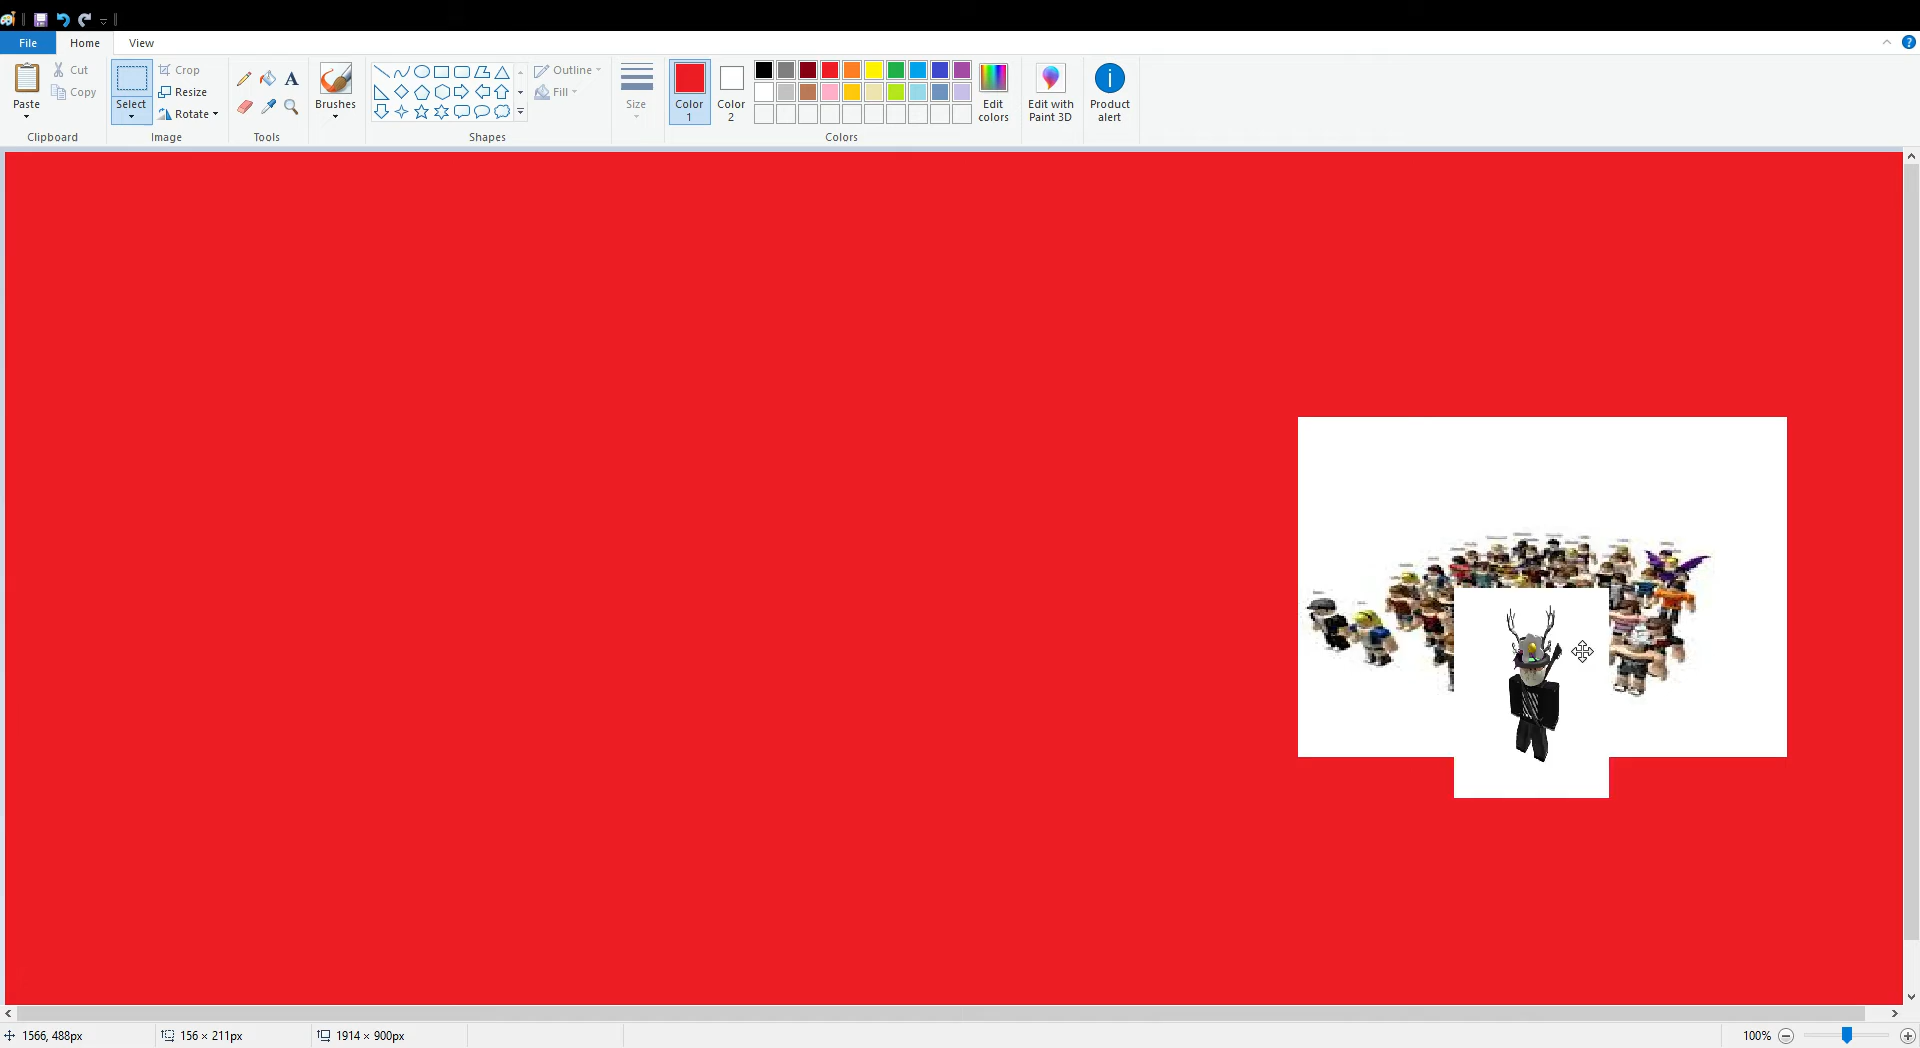 File Home View
Paste
Cut
Copy
Clipboard
Select
Crop
Resize
Rotate
Image
A
Tools
Brushes
Outline
Fill
Shapes
Size
Color
1
Color
2
Edit
colors
Colors
Edit with
Paint 3D
Product
alert
1566, 488px
156 × 211px
1914 × 900px
100%